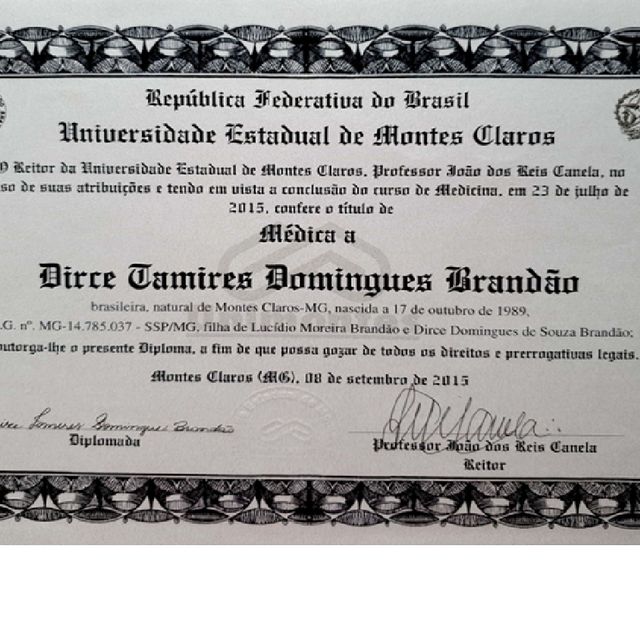 República Federativa do Brasil
Universidade Estadual de Montes Claros
O Reitor da Universidade Estadual de Montes Claros, Professor João dos Reis Canela, no
so de suas atribuições e tendo em vista a conclusão do curso de Medicina, em 23 de julho de
2015, confere o título de
Médica a
Dirce Tamires Domingues Brandão
brasileira, natural de Montes Claros-MG, nascida a 17 de outubro de 1989,
.G. nº. MG-14.785.037 - SSP/MG, filha de Lucídio Moreira Brandão e Dirce Domingues de Souza Brandão;
outorga-lhe o presente Diploma, a fim de que possa gozar de todos os direitos e prerrogativas legais.
Montes Claros (MG), 08 de setembro de 2015
Tamires Domingues Brandão
Diplomada
Professor João dos Reis Canela
Reitor